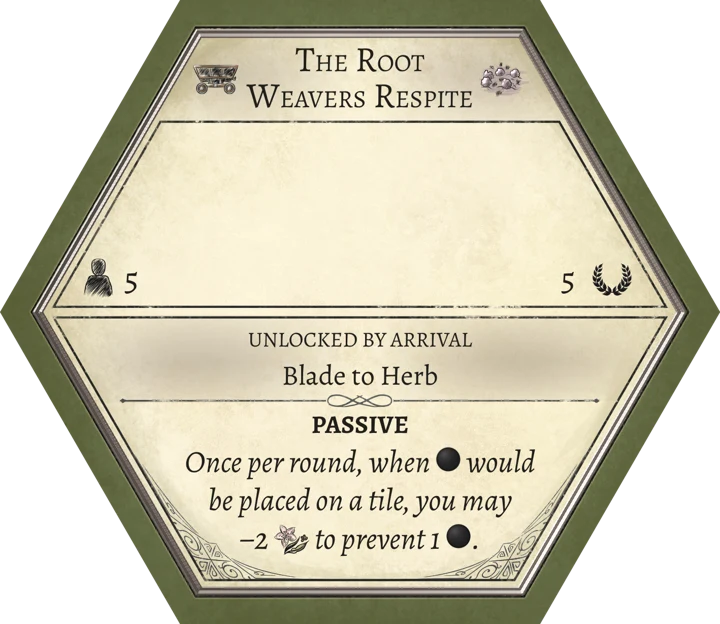 The Root
Weavers Respite
5
5
UNLOCKED BY ARRIVAL
Blade to Herb
PASSIVE
Once per round, when would
be placed on a tile, you may
–2 to prevent 1 .